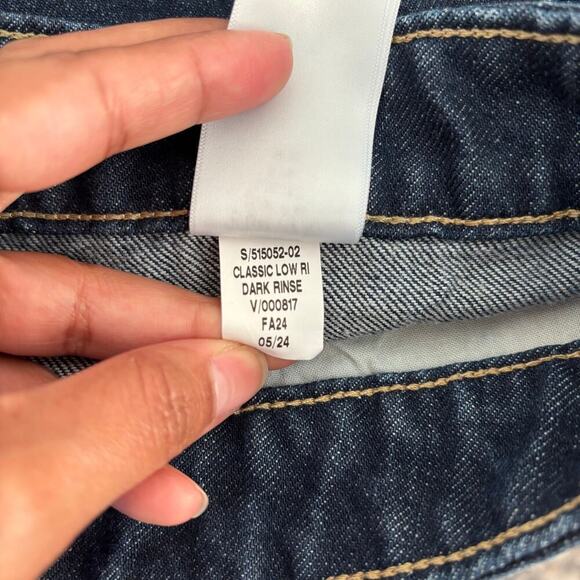 S/515052-02
CLASSIC LOW RI
DARK RINSE
V/000817
FA24
05/24